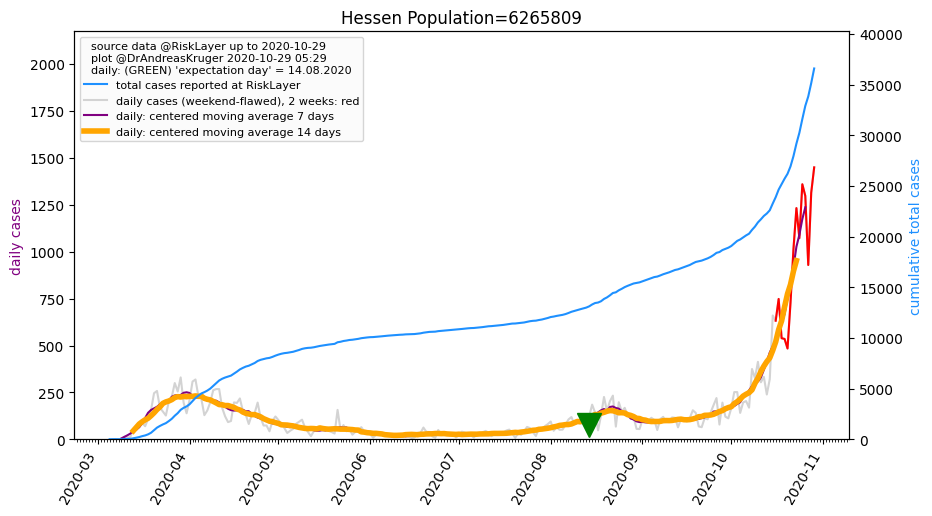 Hessen Population=6265809
source data @RiskLayer up to 2020-10-29
plot @DrAndreasKruger 2020-10-29 05:29
daily: (GREEN) 'expectation day' = 14.08.2020
total cases reported at RiskLayer
daily cases (weekend-flawed), 2 weeks: red
daily: centered moving average 7 days
daily: centered moving average 14 days
daily cases
2000
1750
1500
1250
1000
750
500
250
0
cumulative total cases
40000
35000
30000
25000
20000
15000
10000
5000
0
2020-03
2020-04
2020-05
2020-06
2020-07
2020-08
2020-09
2020-10
2020-11